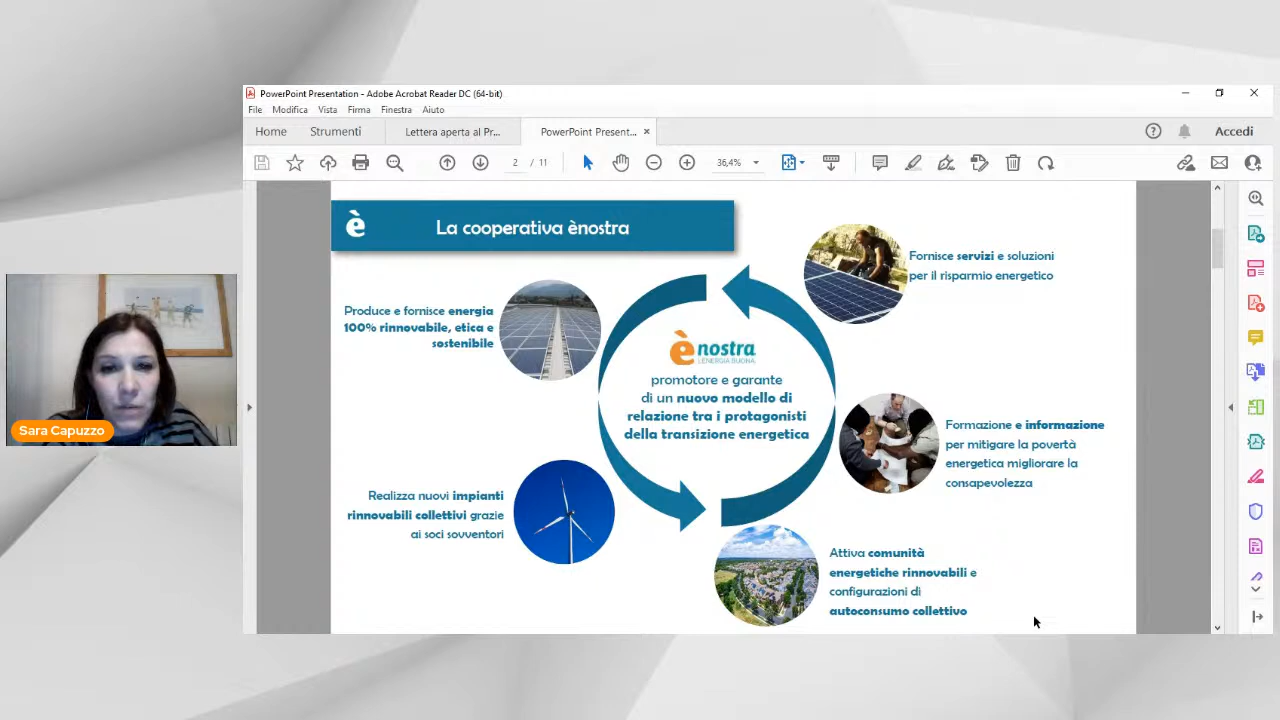 PowerPoint Presentation - Adobe Acrobat Reader DC (64-bit)
File Modifica Vista Firma Finestra Aiuto
Home Strumenti Lettera aperta al Pr... PowerPoint Present... × Accedi
2 / 11 36,4%
è La cooperativa ènostra
Fornisce servizi e soluzioni
per il risparmio energetico
Produce e fornisce energia
100% rinnovabile, etica e
sostenibile
è nostra
L'ENERGIA BUONA
promotore e garante
di un nuovo modello di
relazione tra i protagonisti
della transizione energetica
Formazione e informazione
per mitigare la povertà
energetica migliorare la
consapevolezza
Realizza nuovi impianti
rinnovabili collettivi grazie
ai soci sovventori
Attiva comunità
energetiche rinnovabili e
configurazioni di
autoconsumo collettivo
Sara Capuzzo